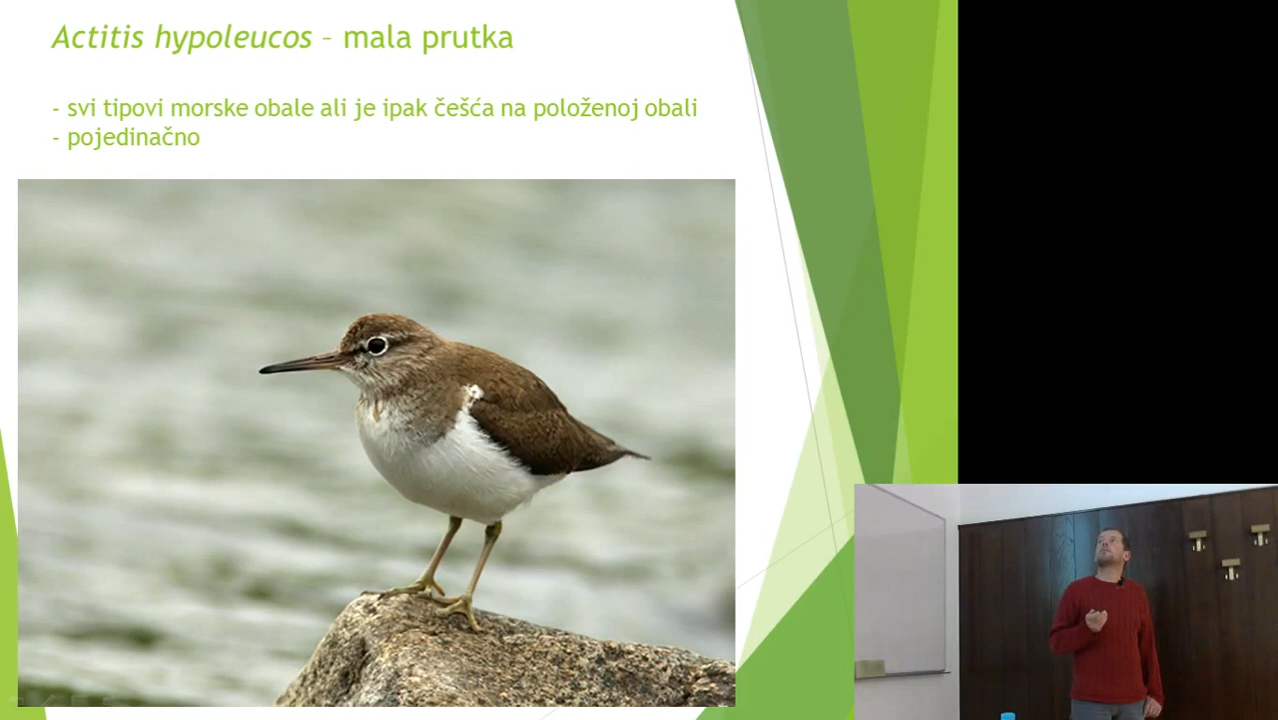 Actitis hypoleucos – mala prutka
- svi tipovi morske obale ali je ipak češća na položenoj obali
- pojedinačno